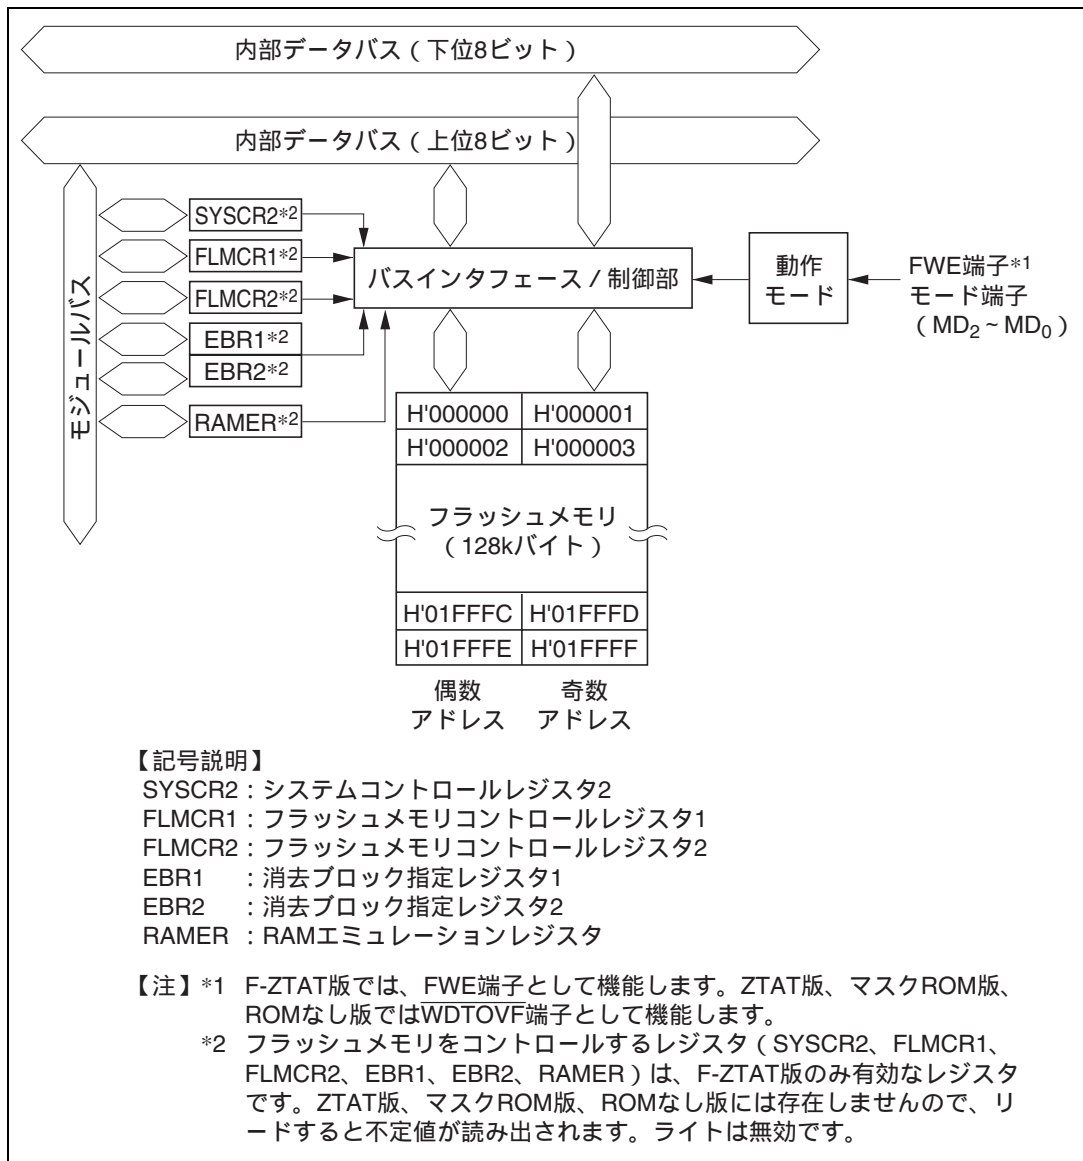 内部データバス（下位8ビット）
内部データバス（上位8ビット）
モジュールバス
SYSCR2*2
FLMCR1*2
FLMCR2*2
EBR1*2
EBR2*2
RAMER*2
バスインタフェース / 制御部
動作
モード
FWE端子*1
モード端子
（MD2 ~ MD0）
H'000000 H'000001
H'000002 H'000003
フラッシュメモリ
（128kバイト）
H'01FFFC H'01FFFD
H'01FFFE H'01FFFF
偶数 奇数
アドレス アドレス
【記号説明】
SYSCR2：システムコントロールレジスタ2
FLMCR1：フラッシュメモリコントロールレジスタ1
FLMCR2：フラッシュメモリコントロールレジスタ2
EBR1 ：消去ブロック指定レジスタ1
EBR2 ：消去ブロック指定レジスタ2
RAMER ：RAMエミュレーションレジスタ
【注】*1 F-ZTAT版では、FWE端子として機能します。ZTAT版、マスクROM版、
ROMなし版ではWDTOVF端子として機能します。
*2 フラッシュメモリをコントロールするレジスタ（SYSCR2、FLMCR1、
FLMCR2、EBR1、EBR2、RAMER）は、F-ZTAT版のみ有効なレジスタ
です。ZTAT版、マスクROM版、ROMなし版には存在しませんので、リ
ードすると不定値が読み出されます。ライトは無効です。